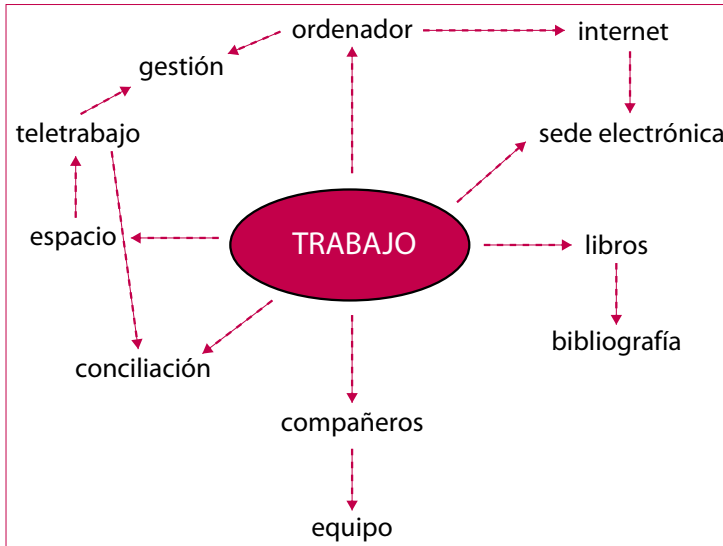 ordenador
internet
gestión
teletrabajo
sede electrónica
espacio
TRABAJO
libros
bibliografía
conciliación
compañeros
equipo